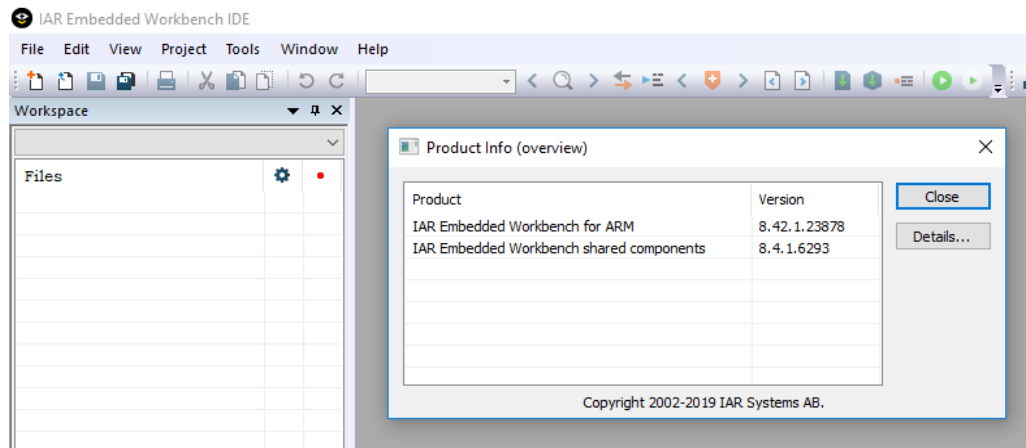 IAR Embedded Workbench IDE
File Edit View Project Tools Window Help
Workspace
Files
Product Info (overview)
Product Version
IAR Embedded Workbench for ARM 8.42.1.23878
IAR Embedded Workbench shared components 8.4.1.6293
Close
Details...
Copyright 2002-2019 IAR Systems AB.